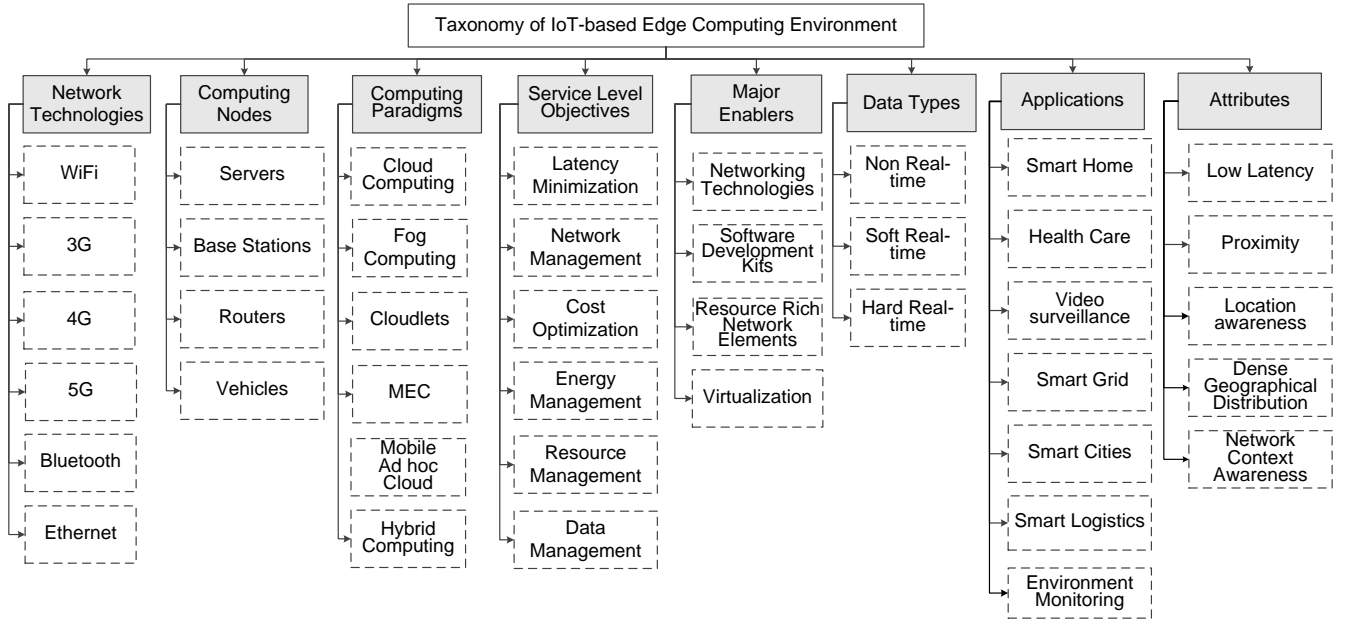 Taxonomy of IoT-based Edge Computing Environment
Network
Technologies
WiFi
3G
4G
5G
Bluetooth
Ethernet
Computing
Nodes
Servers
Base Stations
Routers
Vehicles
Computing
Paradigms
Cloud
Computing
Fog
Computing
Cloudlets
MEC
Mobile
Ad hoc
Cloud
Hybrid
Computing
Service Level
Objectives
Latency
Minimization
Network
Management
Cost
Optimization
Energy
Management
Resource
Management
Data
Management
Major
Enablers
Networking
Technologies
Software
Development
Kits
Resource Rich
Network
Elements
Virtualization
Data Types
Non Real-
time
Soft Real-
time
Hard Real-
time
Applications
Smart Home
Health Care
Video
surveillance
Smart Grid
Smart Cities
Smart Logistics
Environment
Monitoring
Attributes
Low Latency
Proximity
Location
awareness
Dense
Geographical
Distribution
Network
Context
Awareness